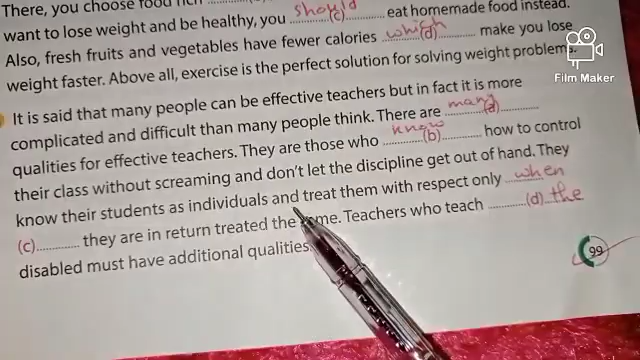 There, you choose food
should
want to lose weight and be healthy, you ......(c)...... eat homemade food instead.
which
Also, fresh fruits and vegetables have fewer calories ......(d)...... make you lose
weight faster. Above all, exercise is the perfect solution for solving weight problems.
Film Maker
It is said that many people can be effective teachers but in fact it is more
complicated and difficult than many people think. There are many ......(a)......
qualities for effective teachers. They are those who know ......(b)...... how to control
their class without screaming and don't let the discipline get out of hand. They
know their students as individuals and treat them with respect only when ......
(c)...... they are in return treated the same. Teachers who teach ......(d)...... the
disabled must have additional qualities.
99